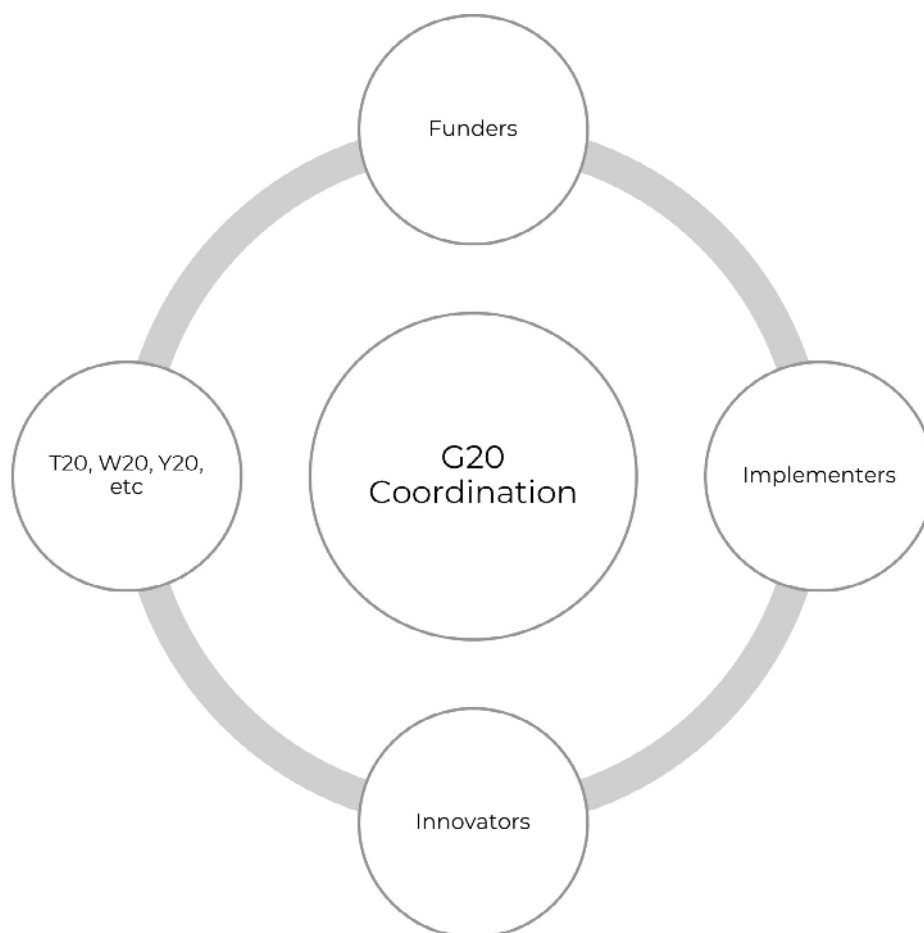 Funders
T20, W20, Y20,
etc
G20
Coordination
Implementers
Innovators